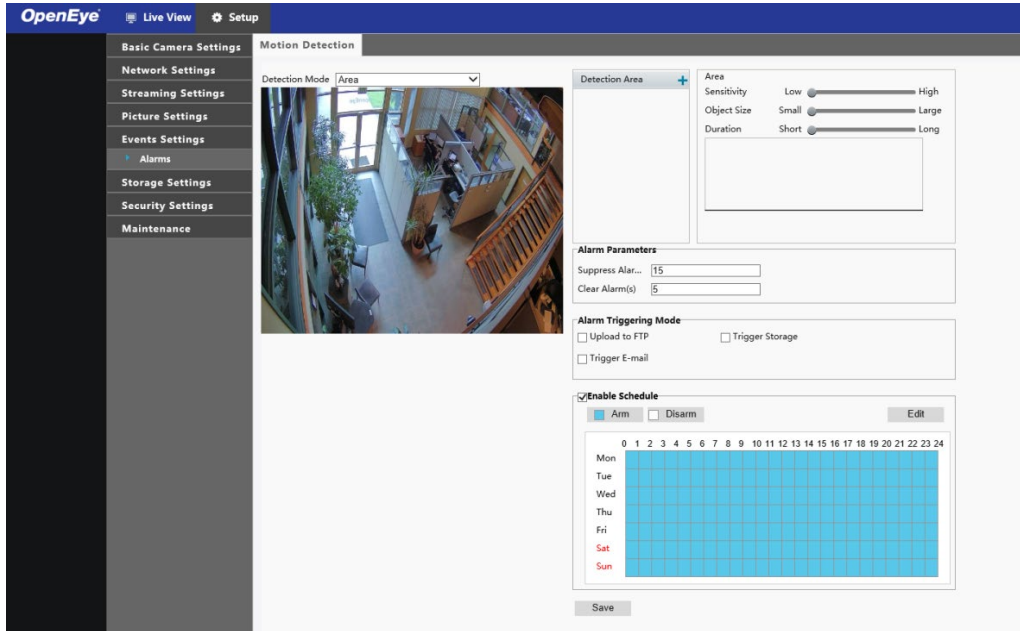 OpenEye Live View Setup
Basic Camera Settings
Network Settings
Streaming Settings
Picture Settings
Events Settings
Alarms
Storage Settings
Security Settings
Maintenance
Motion Detection
Detection Mode Area
Detection Area +
Area
Sensitivity Low High
Object Size Small Large
Duration Short Long
Alarm Parameters
Suppress Alar... 15
Clear Alarm(s) 5
Alarm Triggering Mode
Upload to FTP Trigger Storage
Trigger E-mail
Enable Schedule
Arm Disarm Edit
0 1 2 3 4 5 6 7 8 9 10 11 12 13 14 15 16 17 18 19 20 21 22 23 24
Mon
Tue
Wed
Thu
Fri
Sat
Sun
Save